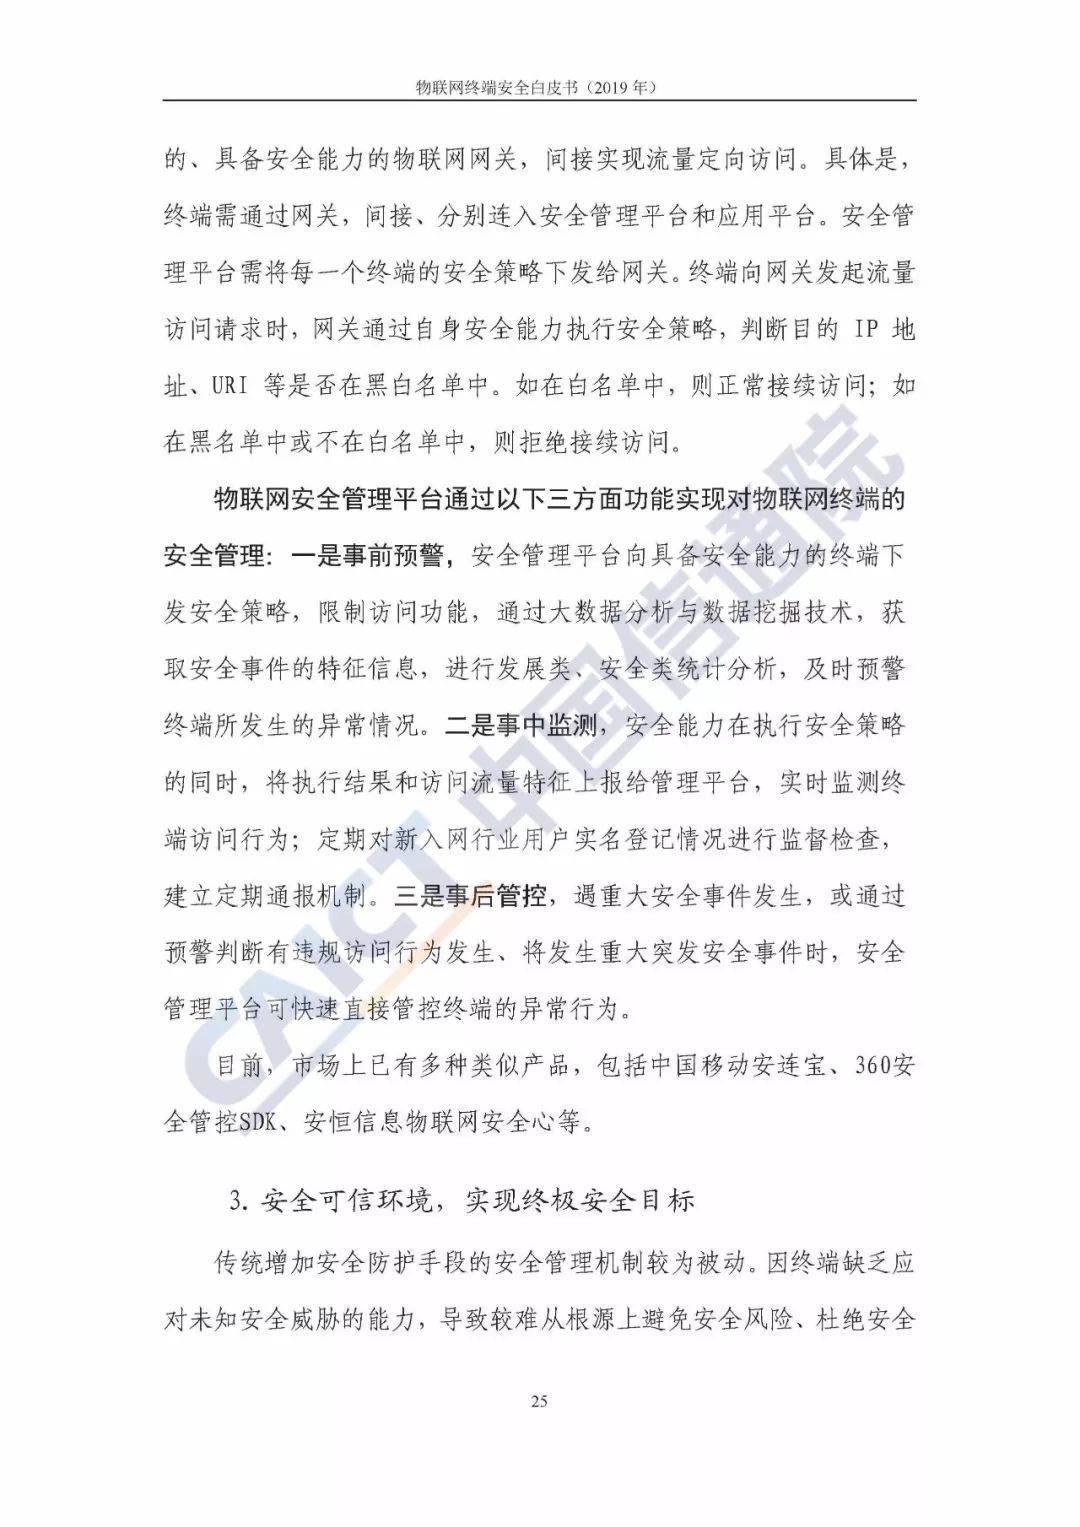 物联网终端安全白皮书（2019 年）
的、具备安全能力的物联网网关，间接实现流量定向访问。具体是，
终端需通过网关，间接、分别连入安全管理平台和应用平台。安全管
理平台需将每一个终端的安全策略下发给网关。终端向网关发起流量
访问请求时，网关通过自身安全能力执行安全策略，判断目的 IP 地
址、URI 等是否在黑白名单中。如在白名单中，则正常接续访问；如
在黑名单中或不在白名单中，则拒绝接续访问。
物联网安全管理平台通过以下三方面功能实现对物联网终端的
安全管理：一是事前预警，安全管理平台向具备安全能力的终端下
发安全策略，限制访问功能，通过大数据分析与数据挖掘技术，获
取安全事件的特征信息，进行发展类、安全类统计分析，及时预警
终端所发生的异常情况。二是事中监测，安全能力在执行安全策略
的同时，将执行结果和访问流量特征上报给管理平台，实时监测终
端访问行为；定期对新入网行业用户实名登记情况进行监督检查，
建立定期通报机制。三是事后管控，遇重大安全事件发生，或通过
预警判断有违规访问行为发生、将发生重大突发安全事件时，安全
管理平台可快速直接管控终端的异常行为。
目前，市场上已有多种类似产品，包括中国移动安连宝、360安
全管控SDK、安恒信息物联网安全心等。
3. 安全可信环境，实现终极安全目标
传统增加安全防护手段的安全管理机制较为被动。因终端缺乏应
对未知安全威胁的能力，导致较难从根源上避免安全风险、杜绝安全
25
CAICT 中国信通院